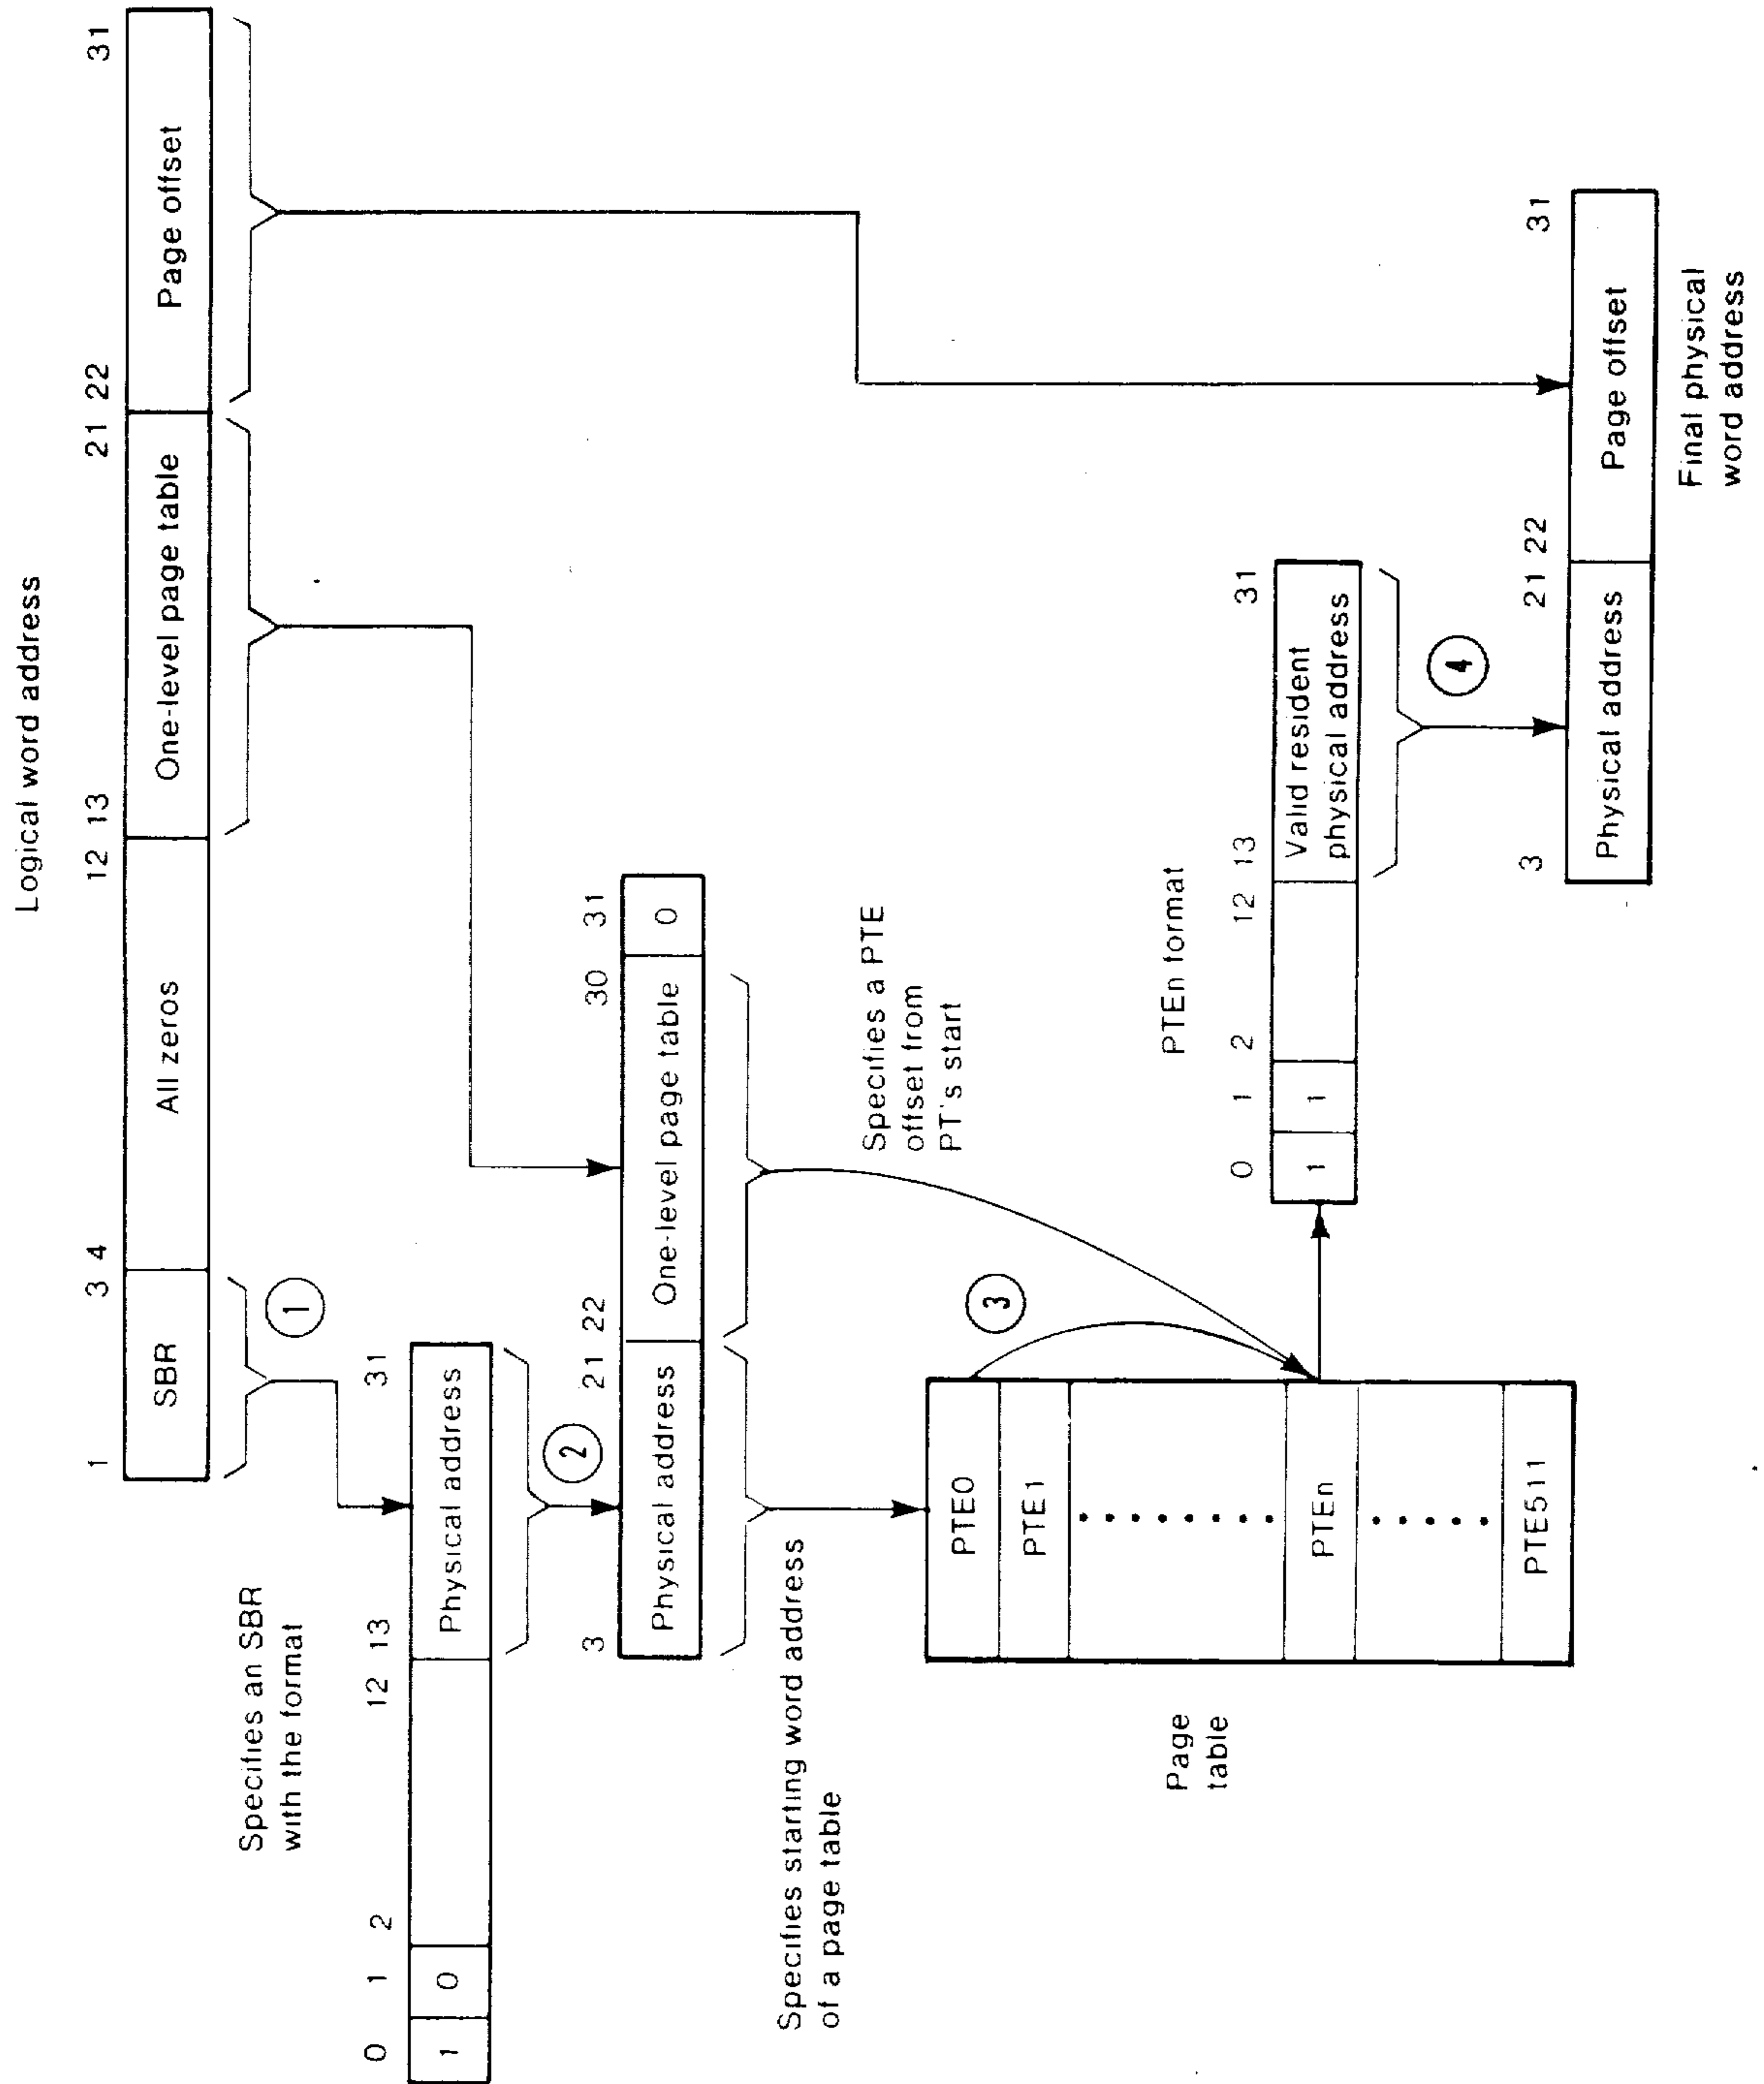 Logical word address
1 3 4 12 13 21 22 31
SBR All zeros One-level page table Page offset
1
Specifies an SBR
with the format
0 1 2 12 13 31
1 0 Physical address
2
3 21 22 30 31
Physical address One-level page table 0
Specifies starting word address
of a page table
Specifies a PTE
offset from
PT's start
3
Page
table
PTE0
PTE1
PTEn
PTE511
PTEn format
0 1 2 12 13 31
1 1 Valid resident
physical address
4
3 21 22 31
Physical address Page offset
Final physical
word address